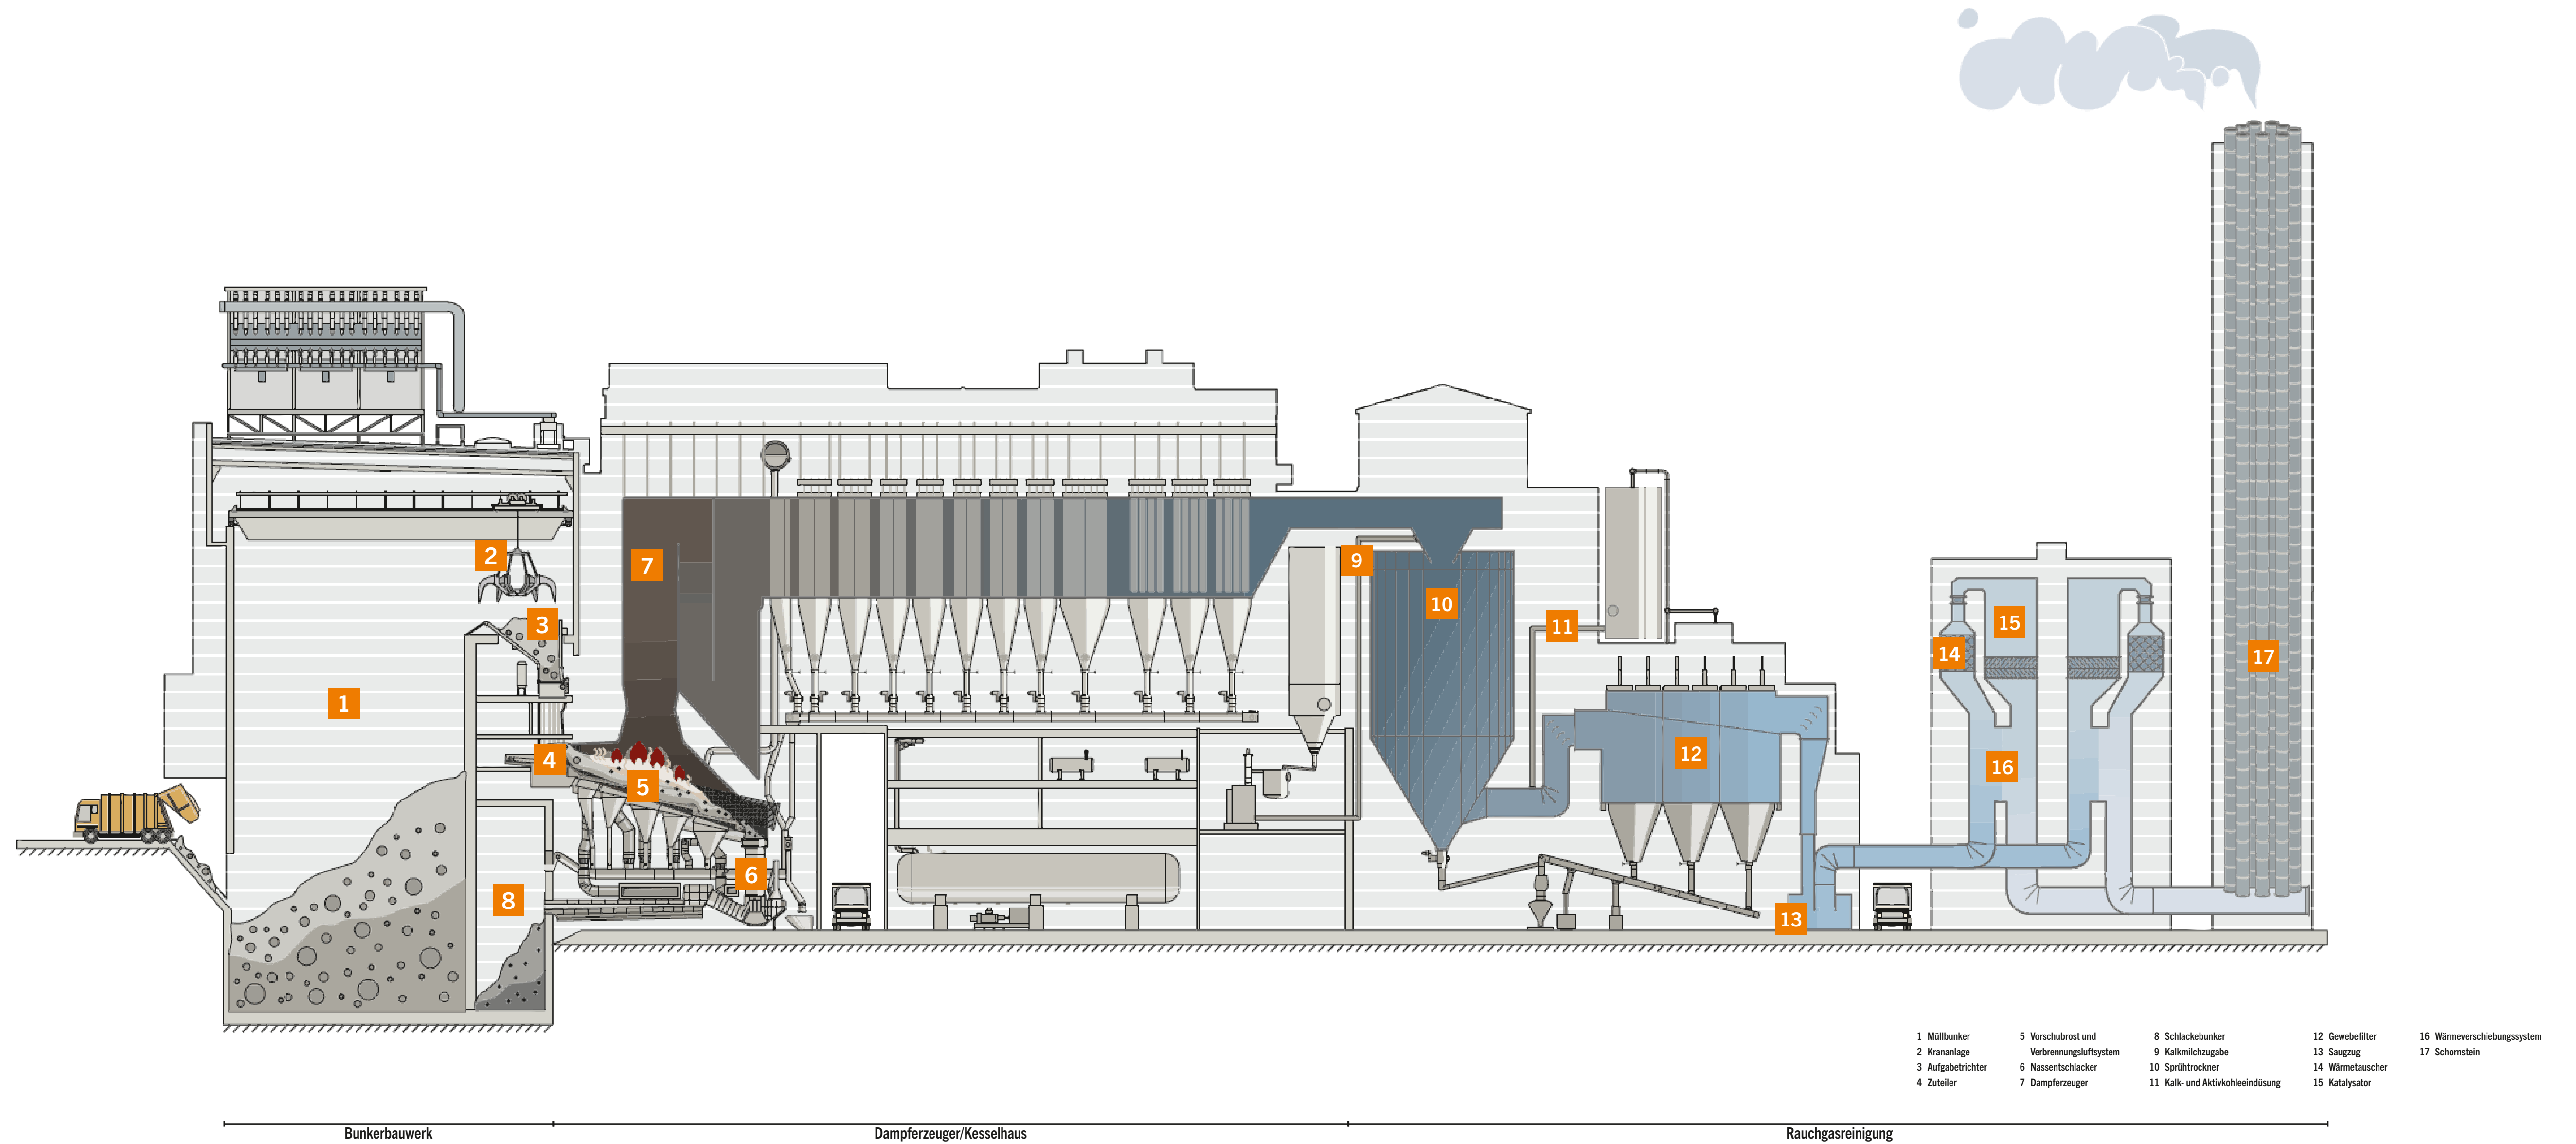 2
7
9
10
3
11
15
14
17
1
4
5
12
16
6
8
13
1 Müllbunker
2 Krananlage
3 Aufgabetrichter
4 Zuteiler
5 Vorschubrost und
Verbrennungsluftsystem
6 Nassentschlacker
7 Dampferzeuger
8 Schlackebunker
9 Kalkmilchzugabe
10 Sprühtrockner
11 Kalk- und Aktivkohleeindüsung
12 Gewebefilter
13 Saugzug
14 Wärmetauscher
15 Katalysator
16 Wärmeverschiebungssystem
17 Schornstein
Bunkerbauwerk
Dampferzeuger/Kesselhaus
Rauchgasreinigung